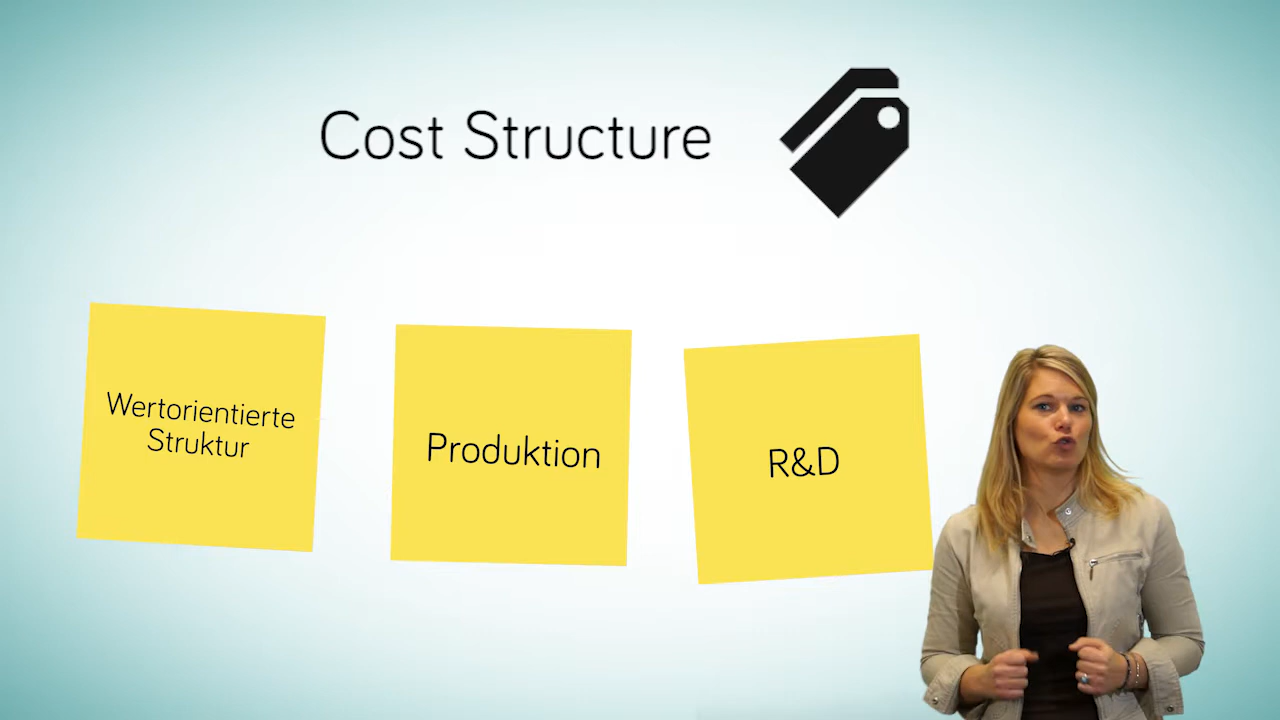 Cost Structure
Wertorientierte
Struktur
Produktion
R&D